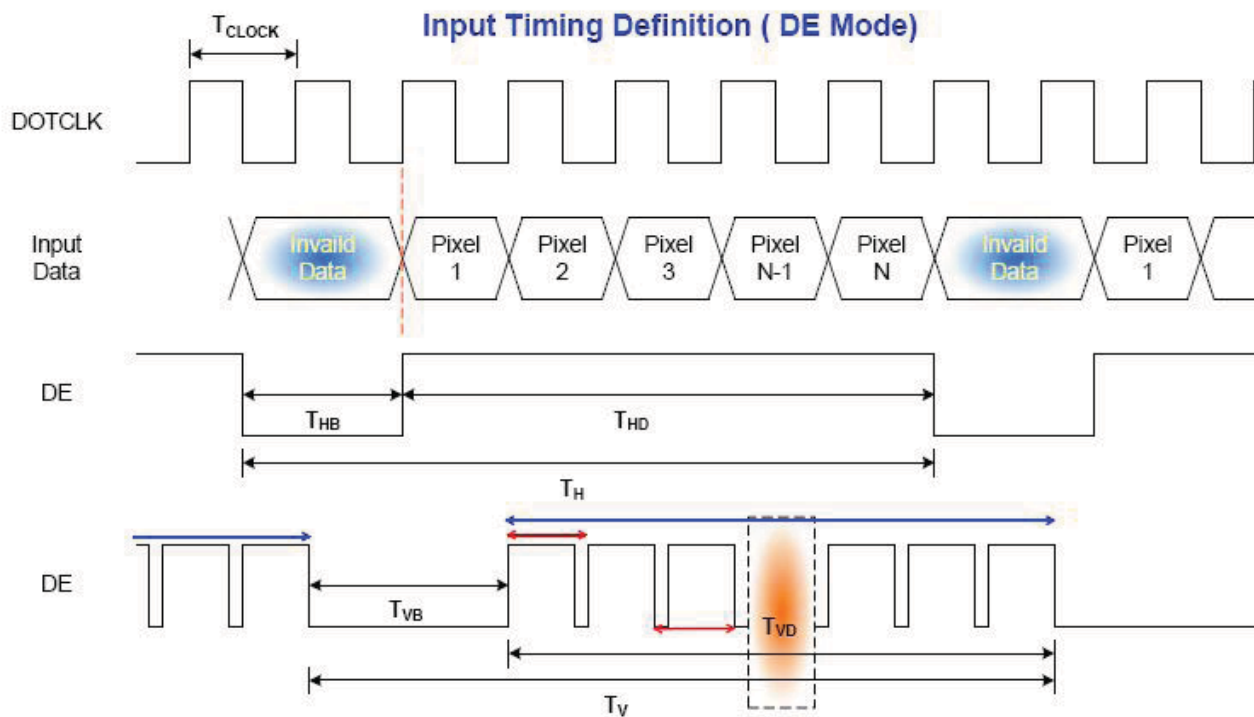 Input Timing Definition ( DE Mode)
TCLOCK
DOTCLK
Input
Data
Invaild
Data
Pixel
1
Pixel
2
Pixel
3
Pixel
N-1
Pixel
N
Invaild
Data
Pixel
1
DE
THB
THD
TH
DE
TVB
TVD
TV